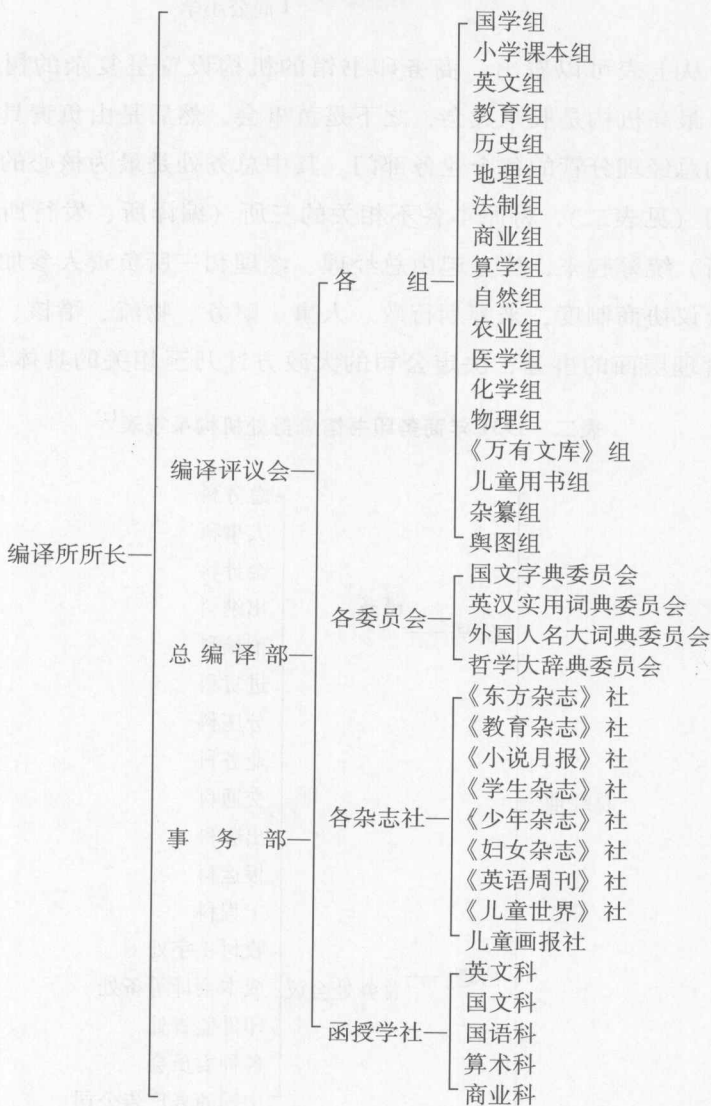 国学组
小学课本组
英文组
教育组
历史组
地理组
法制组
商业组
各 组
算学组
自然组
农业组
医学组
化学组
物理组
《万有文库》组
编译评议会
儿童用书组
杂纂组
舆图组
编译所所长
国文字典委员会
英汉实用词典委员会
各委员会
外国人名大词典委员会
总编译部
哲学大辞典委员会
《东方杂志》社
《教育杂志》社
《小说月报》社
《学生杂志》社
各杂志社
《少年杂志》社
事务部
《妇女杂志》社
《英语周刊》社
《儿童世界》社
儿童画报社
英文科
国文科
函授学社
国语科
算术科
商业科